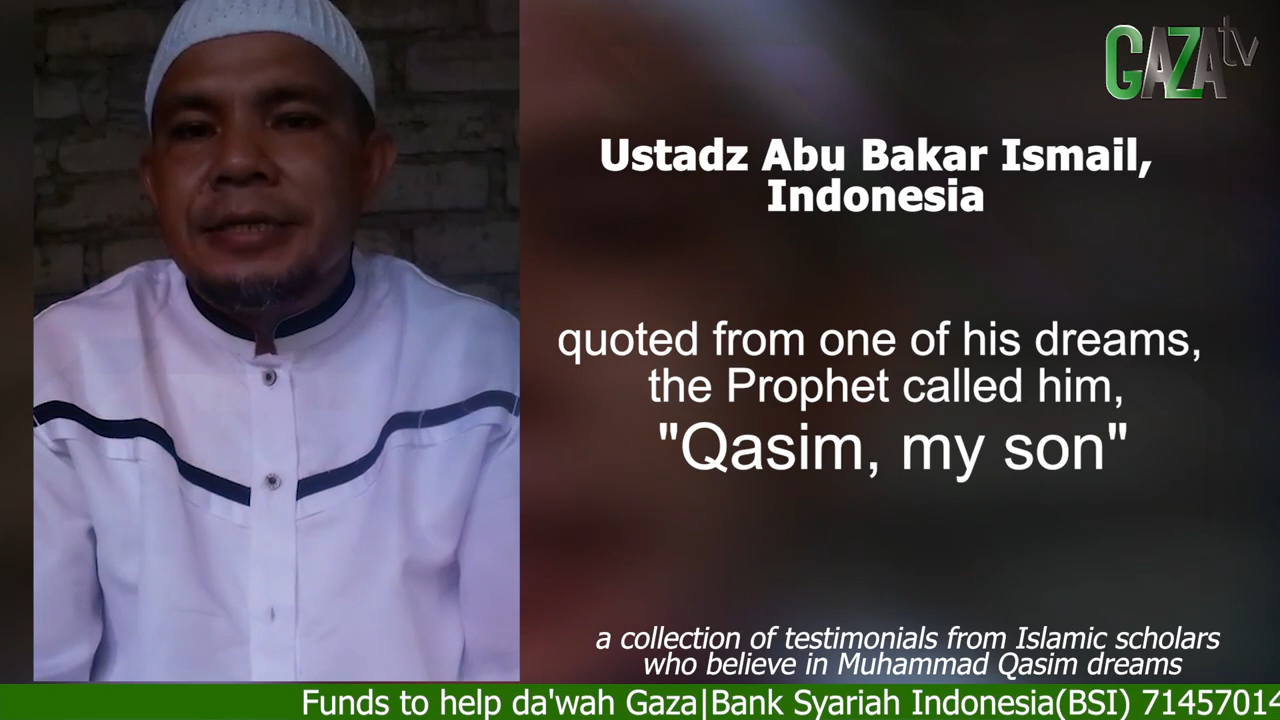 GAZA tv
Ustadz Abu Bakar Ismail,
Indonesia
quoted from one of his dreams,
the Prophet called him,
"Qasim, my son"
a collection of testimonials from Islamic scholars
who believe in Muhammad Qasim dreams
Funds to help da'wah Gaza|Bank Syariah Indonesia(BSI) 71457014